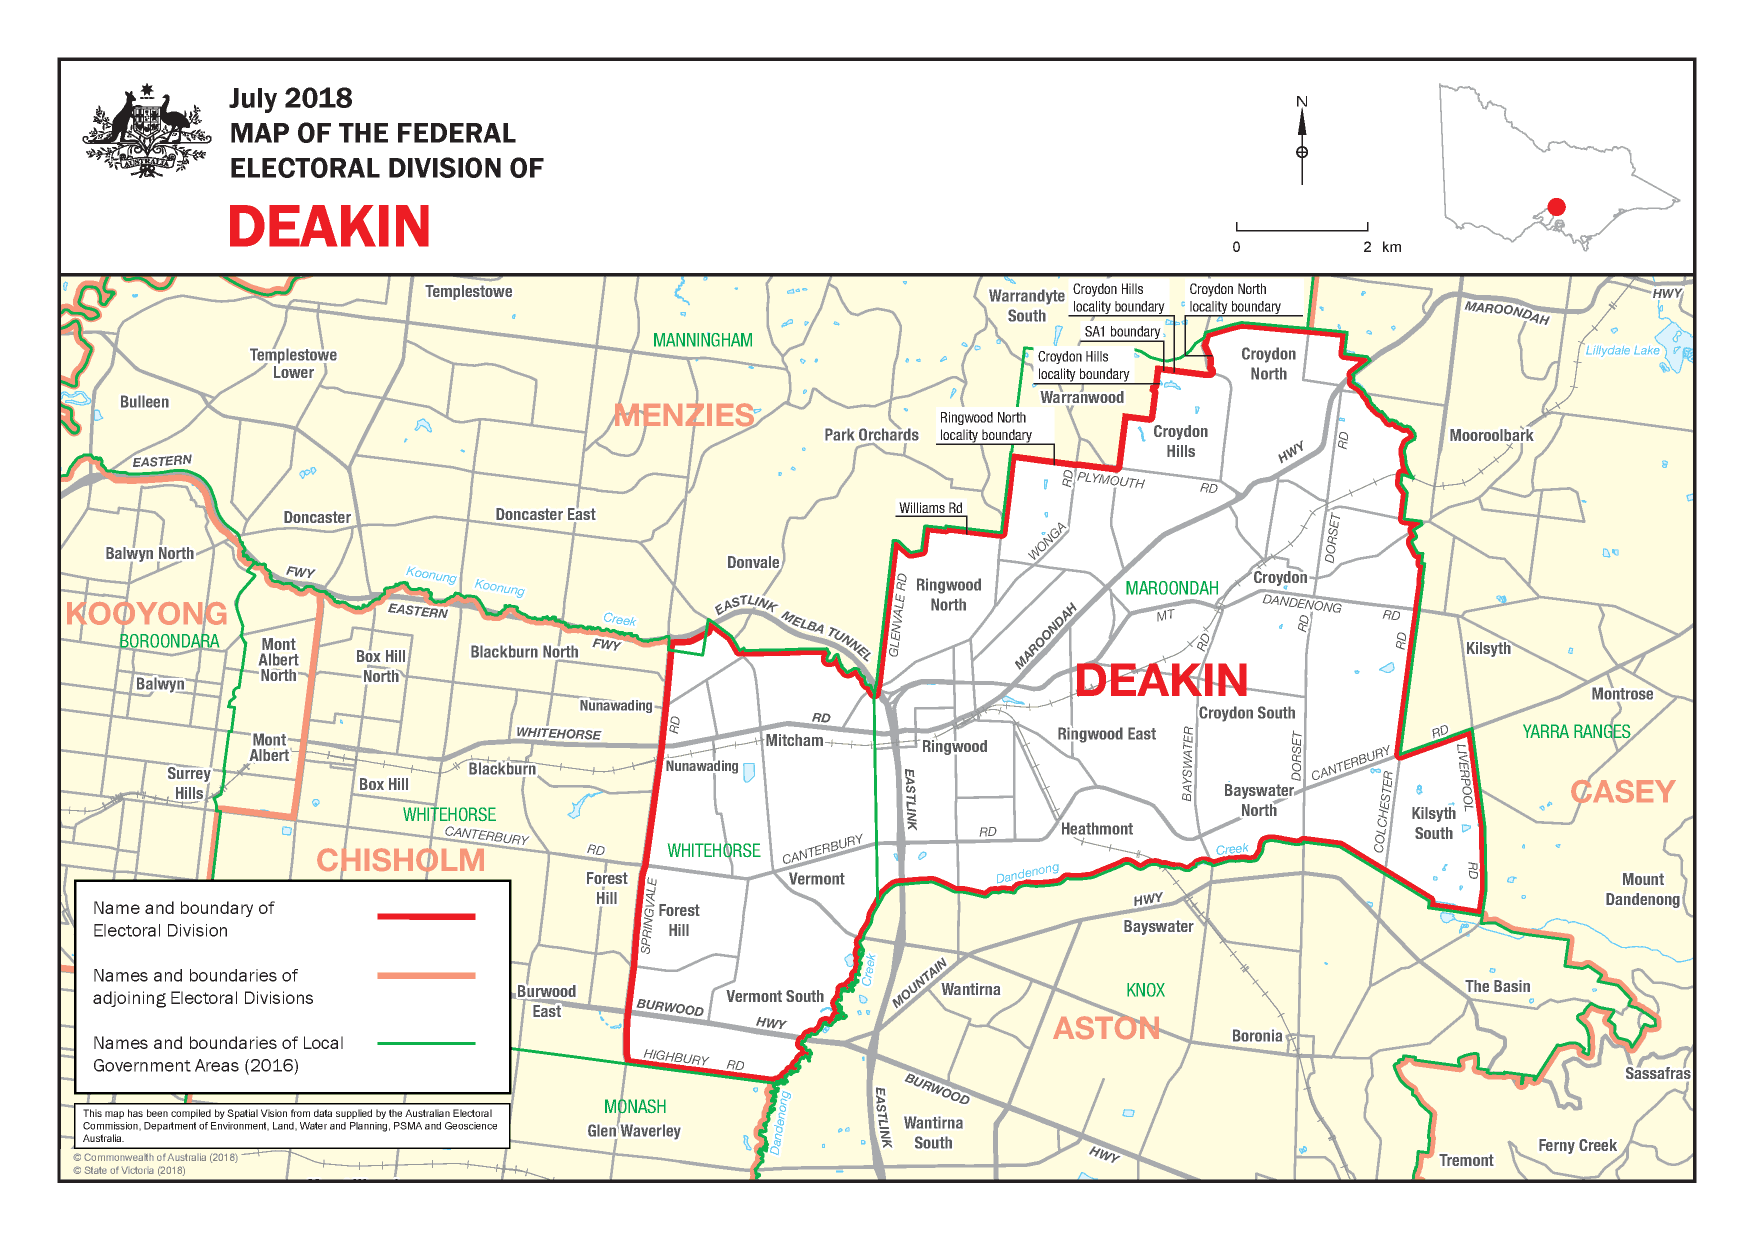 July 2018
MAP OF THE FEDERAL
ELECTORAL DIVISION OF
DEAKIN
AUSTRALIA
N
0 2 km
Templestowe
Warrandyte
South
Croydon Hills
locality boundary
Croydon North
locality boundary
SA1 boundary
Croydon Hills
locality boundary
Warranwood
Ringwood North
locality boundary
Williams Rd
MAROONDAH
HWY
HWY
Lillydale Lake
MANNINGHAM
Templestowe
Lower
Bulleen
MENZIES
Park Orchards
Croydon
North
Croydon
Hills
Mooroolbark
EASTERN
HWY
RD
RD
PLYMOUTH
RD
Doncaster
Doncaster East
Balwyn North
Donvale
WONGA
DORSET
FWY
Koonung
Koonung
Creek
EASTERN
FWY
KOOYONG
BOROONDARA
Mont
Albert
North
Box Hill
North
Blackburn North
EASTLINK
MELBA TUNNEL
GLENVALE RD
Ringwood
North
MAROONDAH
MAROONDAH
Croydon
DANDENONG
RD
MT
RD
RD
RD
Kilsyth
Balwyn
DEAKIN
Montrose
Nunawading
RD
RD
WHITEHORSE
Mitcham
Ringwood
Ringwood East
Croydon South
RD
YARRA RANGES
Mont
Albert
Surrey
Hills
Blackburn
Nunawading
BAYSWATER
DORSET
CANTERBURY
LIVERPOOL
Box Hill
EASTLINK
Bayswater
North
COLCHESTER
Kilsyth
South
CASEY
WHITEHORSE
CANTERBURY
RD
Heathmont
RD
WHITEHORSE
CANTERBURY
Creek
CHISHOLM
Forest
Hill
Vermont
Dandenong
RD
Mount
Dandenong
SPRINGVALE
Forest
Hill
HWY
Bayswater
Creek
MOUNTAIN
Wantirna
KNOX
The Basin
Burwood
East
Vermont South
BURWOOD
HWY
ASTON
Boronia
HIGHBURY
RD
Sassafras
MONASH
Glen Waverley
Dandenong
EASTLINK
BURWOOD
Wantirna
South
HWY
Ferny Creek
Tremont
Name and boundary of
Electoral Division
Names and boundaries of
adjoining Electoral Divisions
Names and boundaries of Local
Government Areas (2016)
This map has been compiled by Spatial Vision from data supplied by the Australian Electoral
Commission, Department of Environment, Land, Water and Planning, PSMA and Geoscience
Australia.
© Commonwealth of Australia (2018)
© State of Victoria (2018)